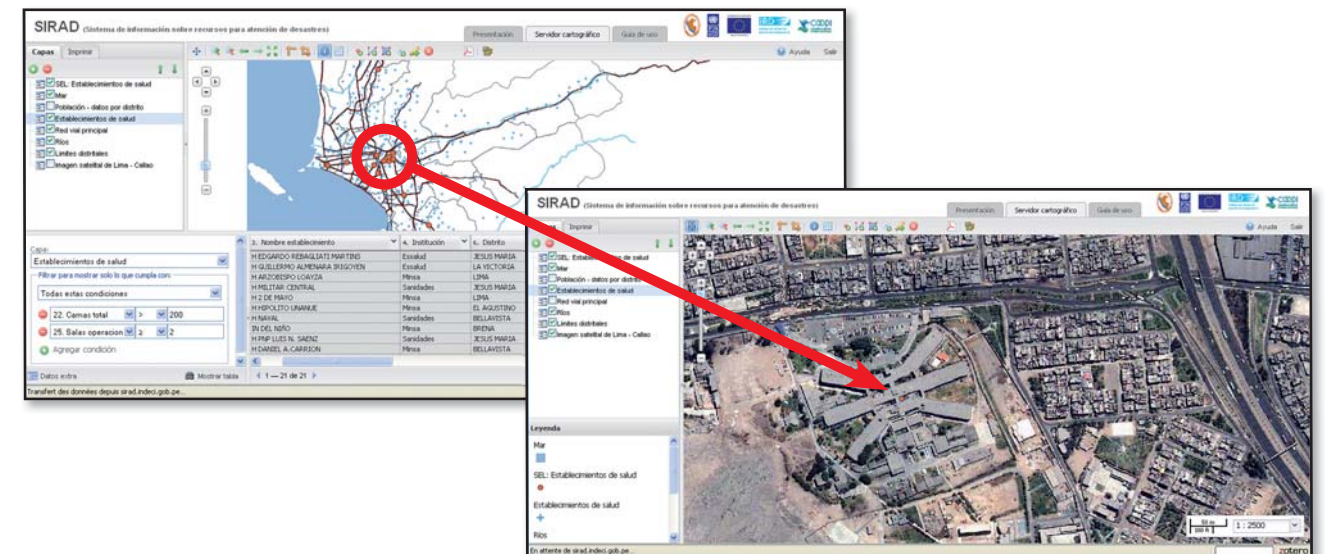 SIRAD (Sistema de información sobre recursos para atención de desastres)
Presentación Servidor cartográfico Guía de uso
Capas Imprimir
Ayuda Salir
SEL: Establecimientos de salud
Mar
Población - datos por distrito
Establecimientos de salud
Red vial principal
Ríos
Limites distritales
Imagen satelital de Lima - Callao
Capa:
Establecimientos de salud
Filtrar para mostrar solo lo que cumpla con:
Todas estas condiciones
22. Camas total > 200
25. Salas operacion ≥ 2
Agregar condición
Datos extra Mostrar tabla
3. Nombre establecimiento 4. Institución 6. Distrito
H EDGARDO REBAGLIATI MARTINS Essalud JESUS MARIA
H GUILLERMO ALMENARA IRIGOYEN Essalud LA VICTORIA
H ARZOBISPO LOAYZA Minsa LIMA
H MILITAR CENTRAL Sanidades JESUS MARIA
H 2 DE MAYO Minsa LIMA
H HIPOLITO UNANUE Minsa EL AGUSTINO
H NAVAL Sanidades BELLAVISTA
IN DEL NIÑO Minsa BRENA
H PNP LUIS N. SAENZ Sanidades JESUS MARIA
H DANIEL A.CARRION Minsa BELLAVISTA
1 — 21 de 21
Transfert des données depuis sirad.indeci.gob.pe...
SIRAD (Sistema de información sobre recursos para atención de desastres)
Presentación Servidor cartográfico Guía de uso
Imprimir
Ayuda Salir
SEL: Establecimientos de salud
Mar
Población - datos por distrito
Establecimientos de salud
Red vial principal
Ríos
Limites distritales
Imagen satelital de Lima - Callao
Leyenda
Mar
SEL: Establecimientos de salud
Establecimientos de salud
Ríos
50 m
1 : 2500
En attente de sirad.indeci.gob.pe...
zotero